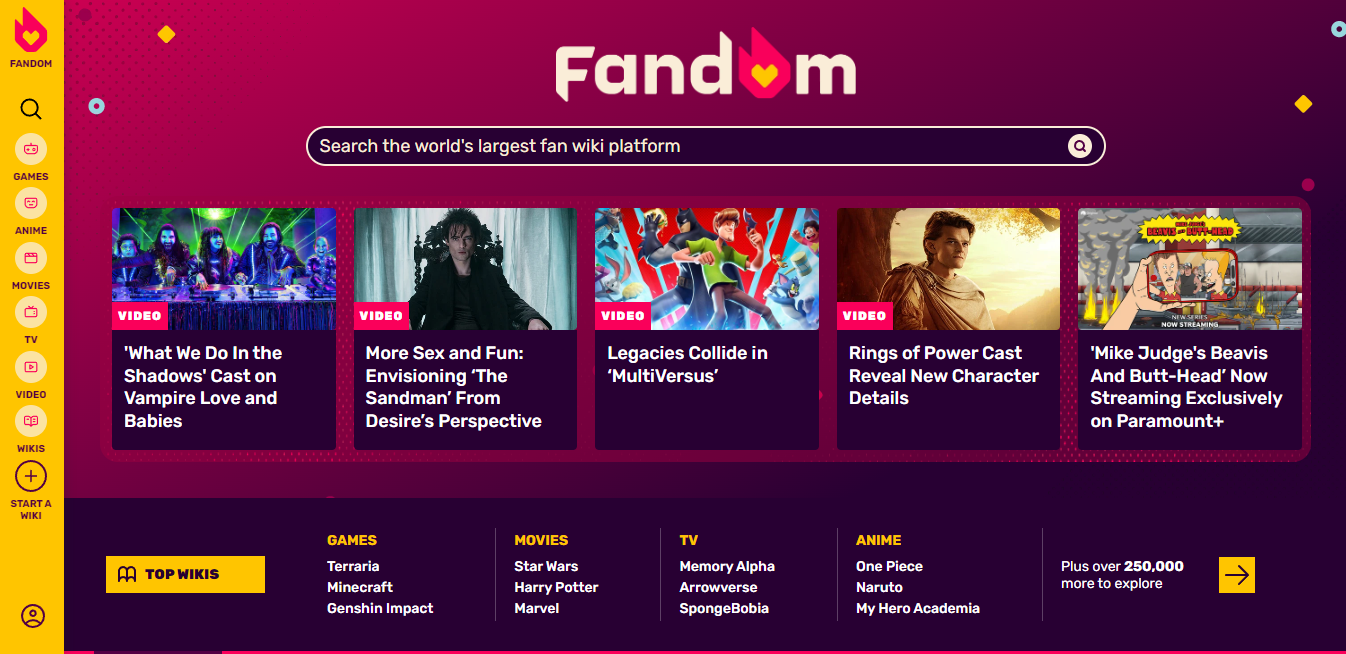 FANDOM
GAMES
ANIME
MOVIES
TV
VIDEO
WIKIS
START A
WIKI
Fandom
Search the world's largest fan wiki platform
VIDEO
'What We Do In the
Shadows' Cast on
Vampire Love and
Babies
VIDEO
More Sex and Fun:
Envisioning ‘The
Sandman’ From
Desire’s Perspective
VIDEO
Legacies Collide in
‘MultiVersus’
VIDEO
Rings of Power Cast
Reveal New Character
Details
BEAVIS AND BUTT-HEAD
NEW SERIES
NOW STREAMING
'Mike Judge's Beavis
And Butt-Head’ Now
Streaming Exclusively
on Paramount+
TOP WIKIS
GAMES
Terraria
Minecraft
Genshin Impact
MOVIES
Star Wars
Harry Potter
Marvel
TV
Memory Alpha
Arrowverse
SpongeBobia
ANIME
One Piece
Naruto
My Hero Academia
Plus over 250,000
more to explore